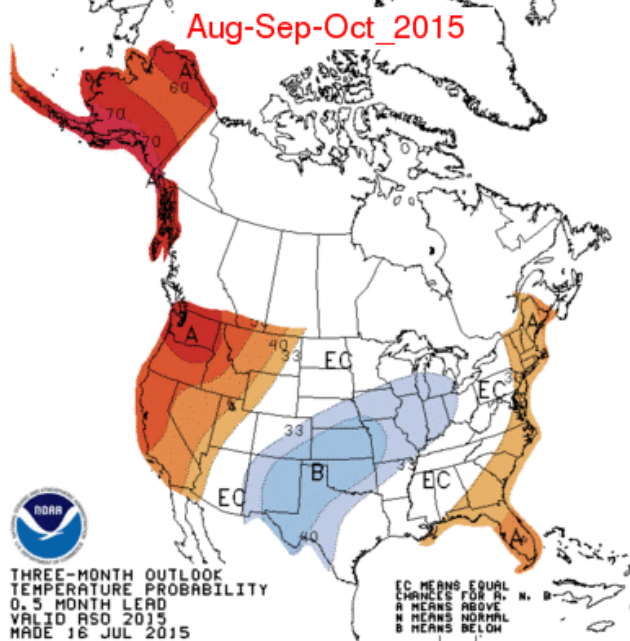 Aug-Sep-Oct_2015
A
60
70
70
A
A
A
40
33
EC
33
EC
33
B
33
EC
EC
40
A
NOAA
THREE-MONTH OUTLOOK
TEMPERATURE PROBABILITY
0.5 MONTH LEAD
VALID ASO 2015
MADE 16 JUL 2015
EC MEANS EQUAL
CHANCES FOR A, N, B
A MEANS ABOVE
N MEANS NORMAL
B MEANS BELOW